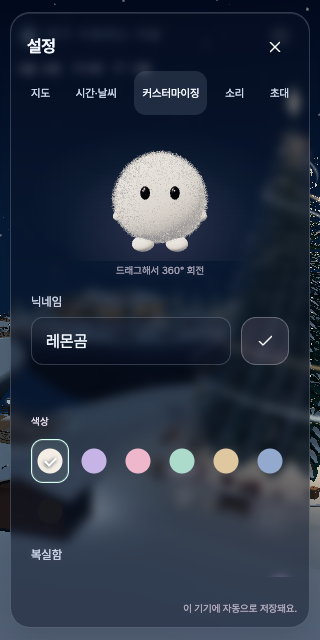 설정
지도 시간·날씨 커스터마이징 소리 초대
드래그해서 360° 회전
닉네임
레몬곰
색상
복실함
이 기기에 자동으로 저장돼요.